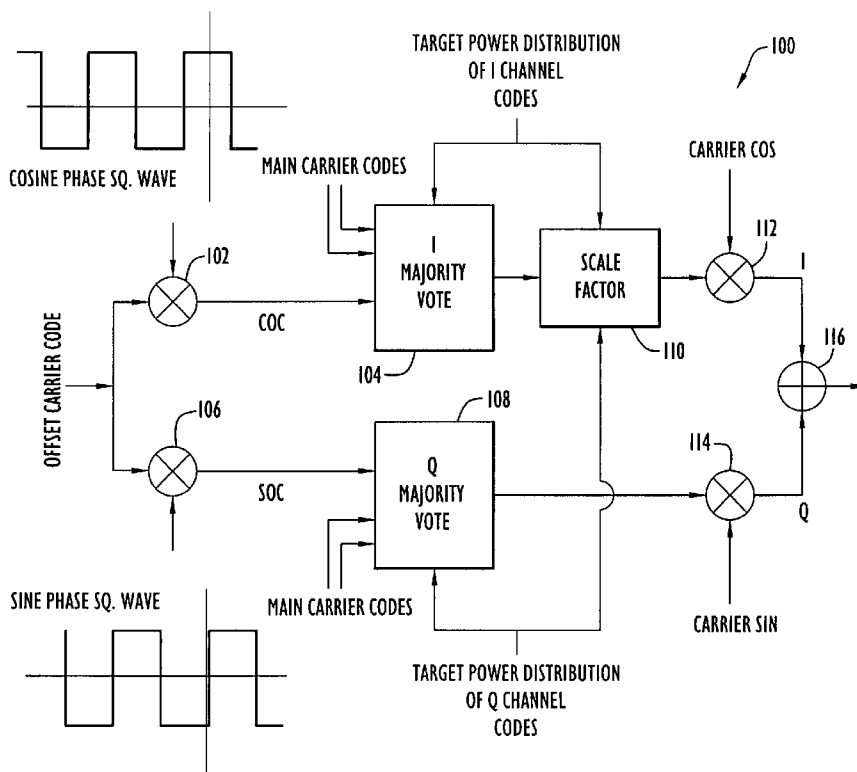 TARGET POWER DISTRIBUTION
OF I CHANNEL
CODES
100
COSINE PHASE SQ. WAVE
MAIN CARRIER CODES
CARRIER COS
102
I
MAJORITY
VOTE
SCALE
FACTOR
112
I
COC
104
110
116
OFFSET CARRIER CODE
106
108
114
SOC
Q
MAJORITY
VOTE
Q
SINE PHASE SQ. WAVE
MAIN CARRIER CODES
CARRIER SIN
TARGET POWER DISTRIBUTION
OF Q CHANNEL
CODES